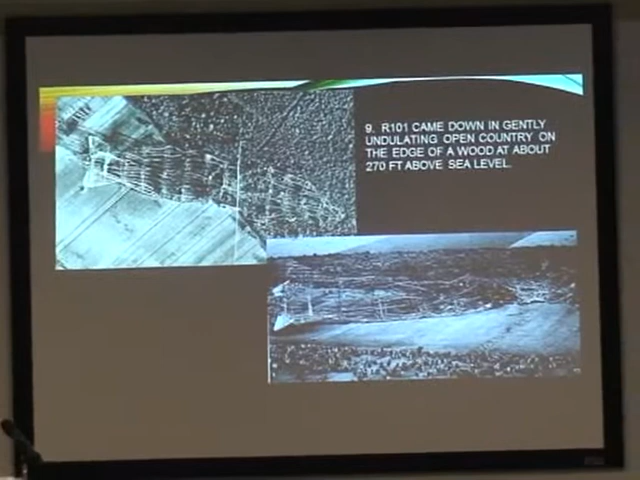 9. R101 CAME DOWN IN GENTLY
UNDULATING OPEN COUNTRY ON
THE EDGE OF A WOOD AT ABOUT
270 FT ABOVE SEA LEVEL.